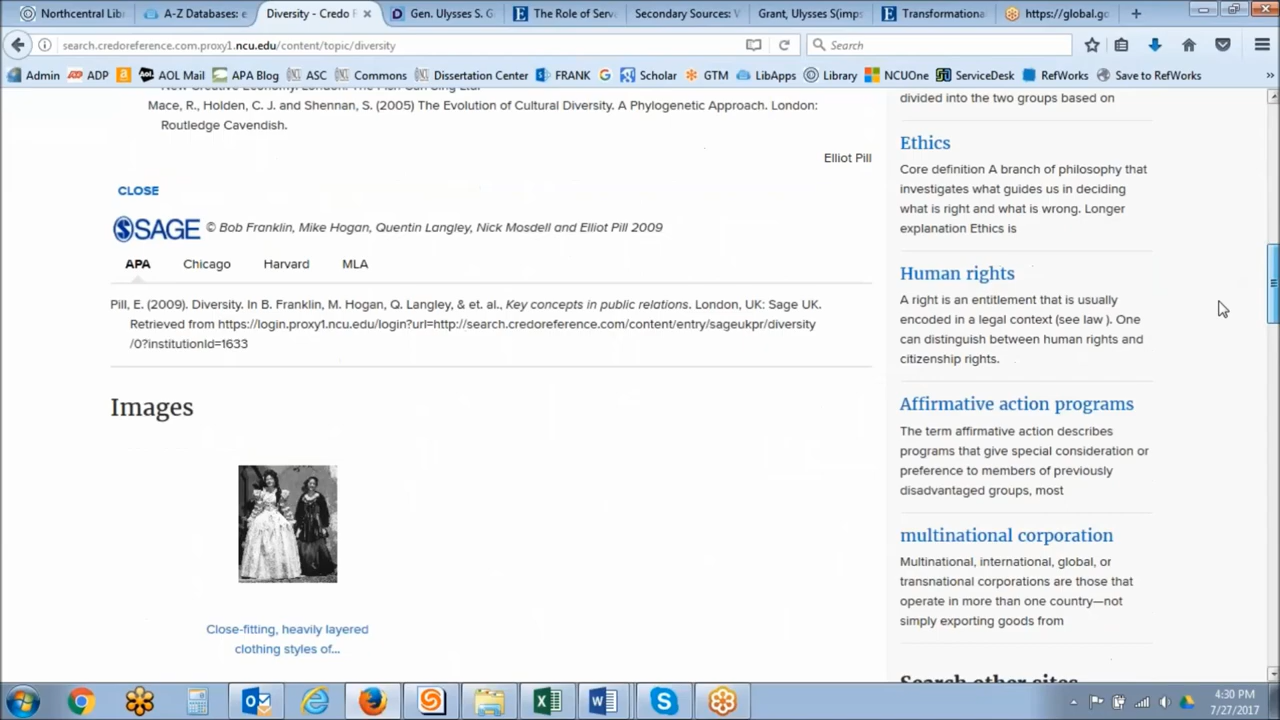 Northcentral Libr
A-Z Databases: e
Diversity - Credo F
Gen. Ulysses S. G
The Role of Serv
Secondary Sources: V
Grant, Ulysses S(imps
Transformationa
https://global.go
search.credoreference.com.proxy1.ncu.edu/content/topic/diversity
Search
Admin
ADP
AOL Mail
APA Blog
ASC
Commons
Dissertation Center
FRANK
Scholar
GTM
LibApps
Library
NCUOne
ServiceDesk
RefWorks
Save to RefWorks
Mace, R., Holden, C. J. and Shennan, S. (2005) The Evolution of Cultural Diversity. A Phylogenetic Approach. London:
Routledge Cavendish.
Elliot Pill
CLOSE
SAGE © Bob Franklin, Mike Hogan, Quentin Langley, Nick Mosdell and Elliot Pill 2009
APA
Chicago
Harvard
MLA
Pill, E. (2009). Diversity. In B. Franklin, M. Hogan, Q. Langley, & et. al., Key concepts in public relations. London, UK: Sage UK.
Retrieved from https://login.proxy1.ncu.edu/login?url=http://search.credoreference.com/content/entry/sageukpr/diversity
/0?institutionId=1633
Images
Close-fitting, heavily layered
clothing styles of...
divided into the two groups based on
Ethics
Core definition A branch of philosophy that
investigates what guides us in deciding
what is right and what is wrong. Longer
explanation Ethics is
Human rights
A right is an entitlement that is usually
encoded in a legal context (see law ). One
can distinguish between human rights and
citizenship rights.
Affirmative action programs
The term affirmative action describes
programs that give special consideration or
preference to members of previously
disadvantaged groups, most
multinational corporation
Multinational, international, global, or
transnational corporations are those that
operate in more than one country—not
simply exporting goods from
Search other sites
4:30 PM
7/27/2017